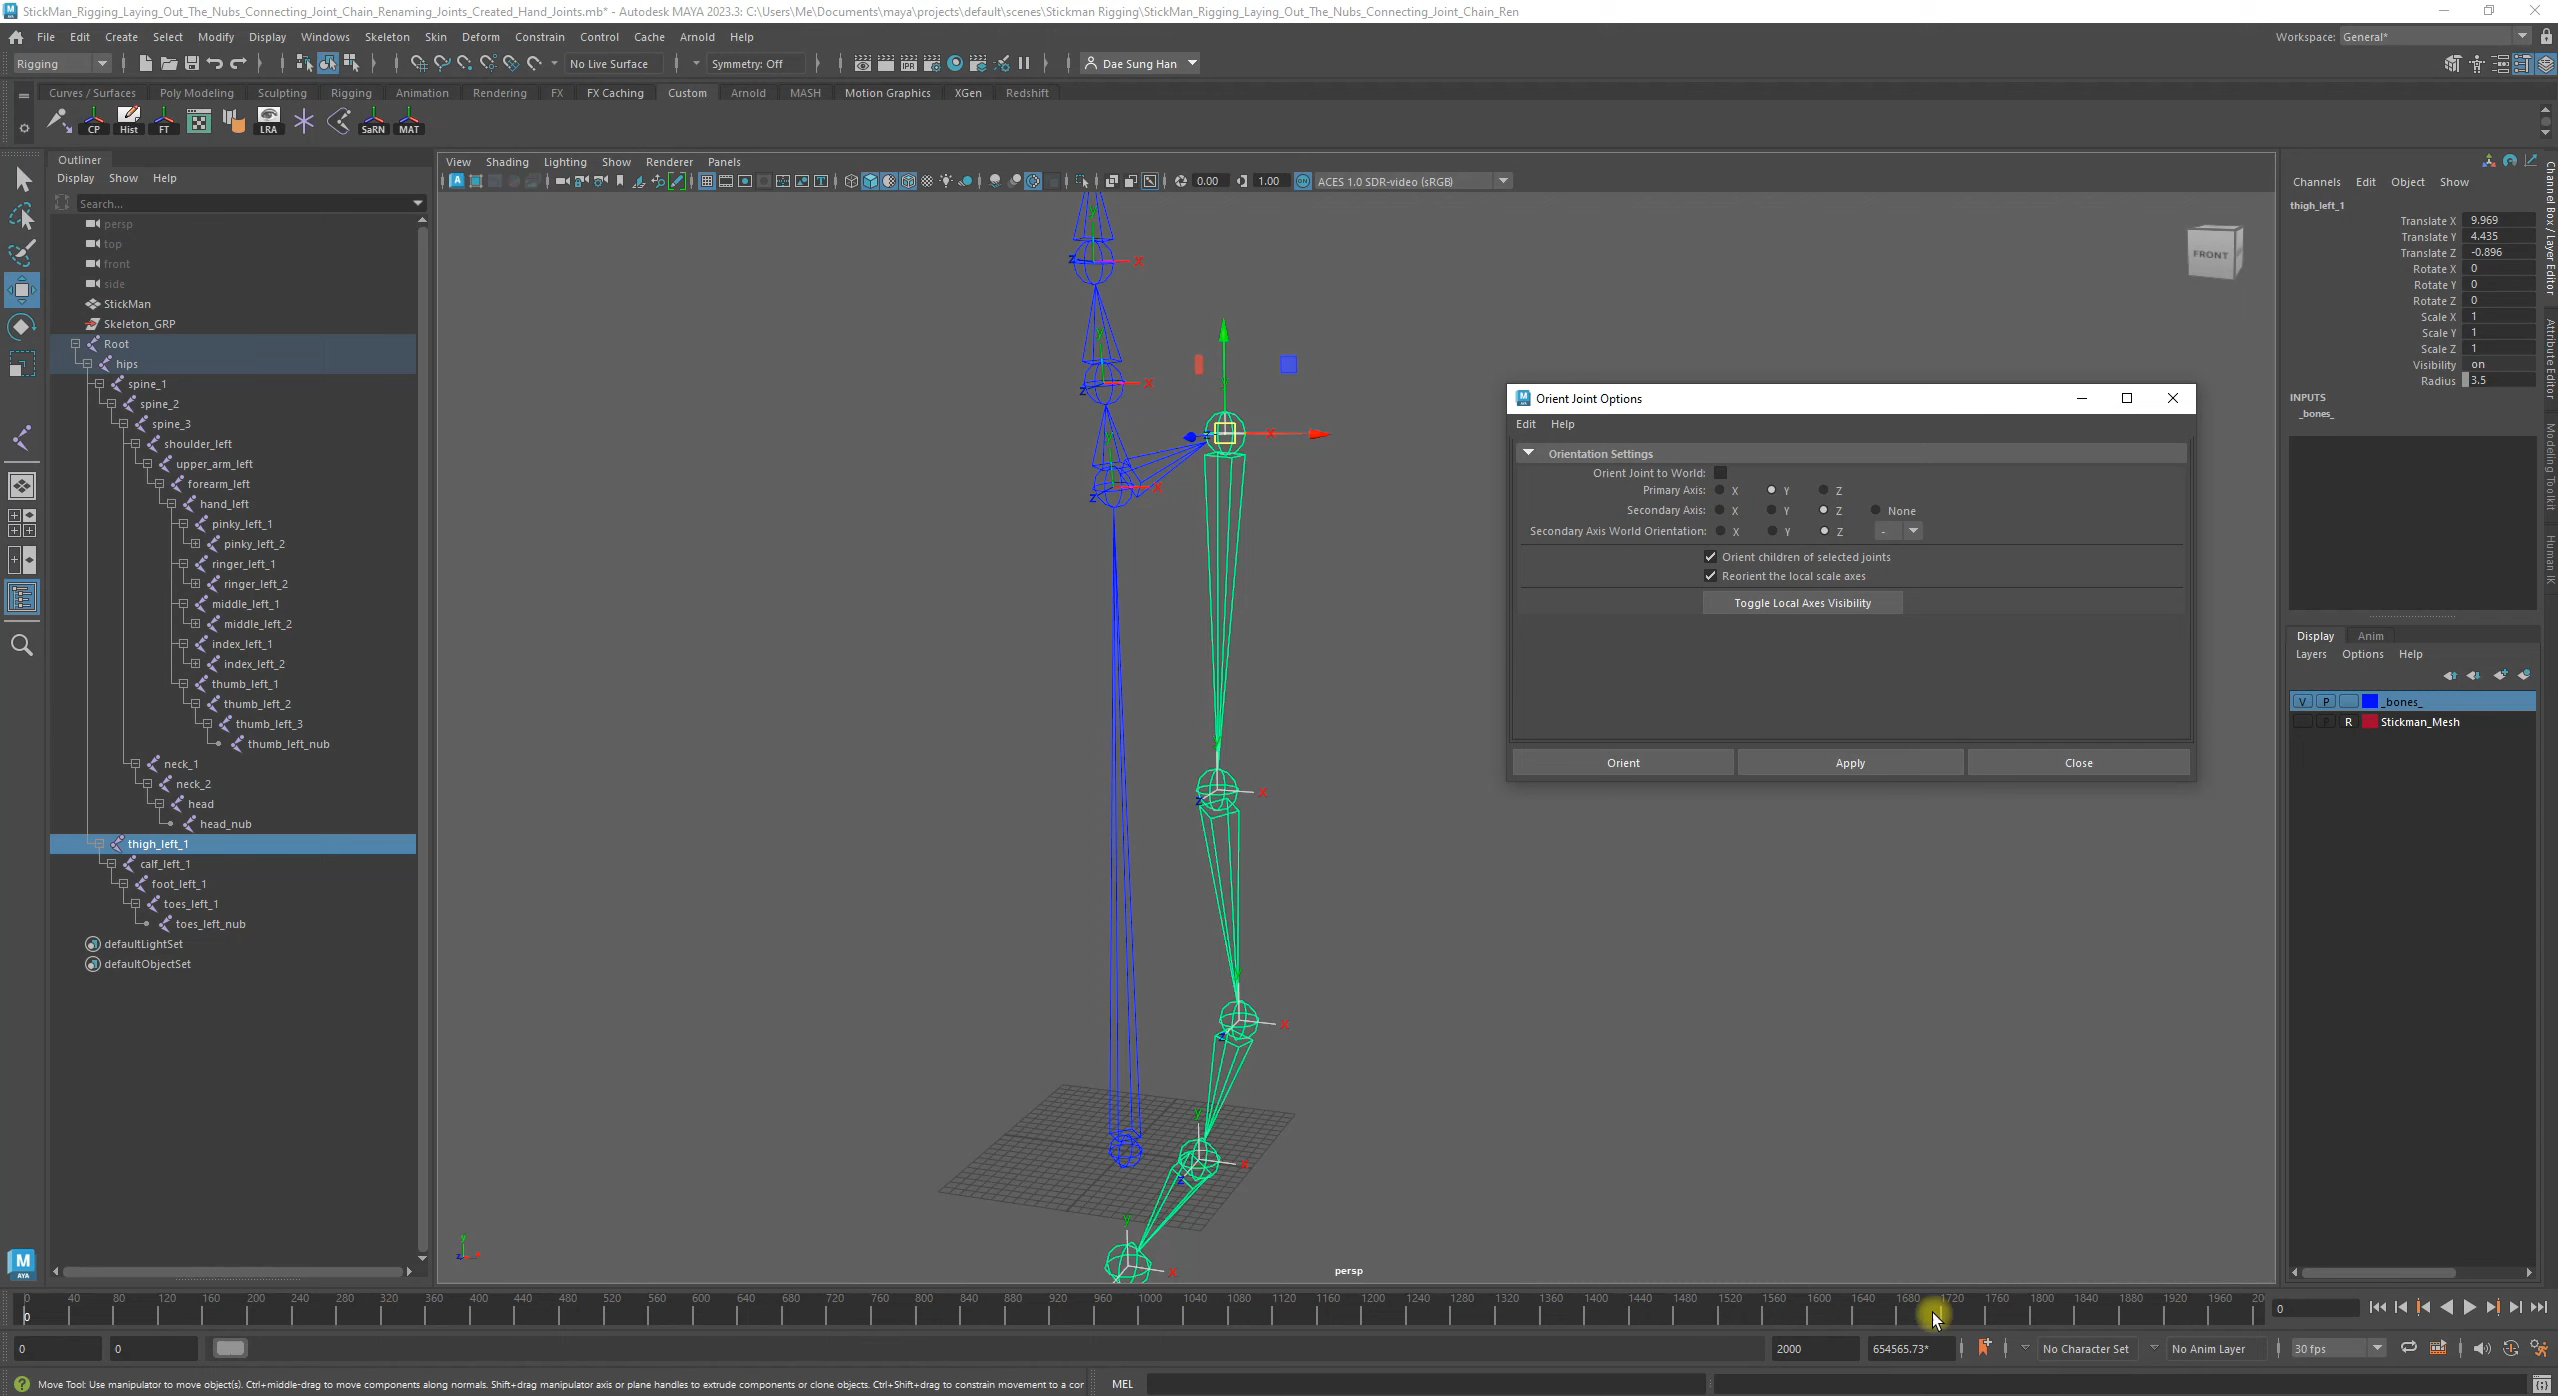 StickMan_Rigging_Laying_Out_The_Nubs_Connecting_Joint_Chain_Renaming_Joints_Created_Hand_Joints.mb* - Autodesk MAYA 2023.3: C:\Users\Me\Documents\maya\projects\default\scenes\Stickman Rigging\StickMan_Rigging_Laying_Out_The_Nubs_Connecting_Joint_Chain_Ren
File Edit Create Select Modify Display Windows Skeleton Skin Deform Constrain Control Cache Arnold Help
Workspace: General*
Rigging No Live Surface Symmetry: Off IPR Dae Sung Han
Curves / Surfaces Poly Modeling Sculpting Rigging Animation Rendering FX FX Caching Custom Arnold MASH Motion Graphics XGen Redshift
CP Hist FT LRA SaRN MAT
Outliner
Display Show Help
Search...
persp
top
front
side
StickMan
Skeleton_GRP
Root
hips
spine_1
spine_2
spine_3
shoulder_left
upper_arm_left
forearm_left
hand_left
pinky_left_1
pinky_left_2
ringer_left_1
ringer_left_2
middle_left_1
middle_left_2
index_left_1
index_left_2
thumb_left_1
thumb_left_2
thumb_left_3
thumb_left_nub
neck_1
neck_2
head
head_nub
thigh_left_1
calf_left_1
foot_left_1
toes_left_1
toes_left_nub
defaultLightSet
defaultObjectSet
View Shading Lighting Show Renderer Panels
0.00 1.00 ACES 1.0 SDR-video (sRGB)
FRONT
persp
Orient Joint Options
Edit Help
Orientation Settings
Orient Joint to World:
Primary Axis: X Y Z
Secondary Axis: X Y Z None
Secondary Axis World Orientation: X Y Z -
Orient children of selected joints
Reorient the local scale axes
Toggle Local Axes Visibility
Orient Apply Close
Channels Edit Object Show
thigh_left_1
Translate X 9.969
Translate Y 4.435
Translate Z -0.896
Rotate X 0
Rotate Y 0
Rotate Z 0
Scale X 1
Scale Y 1
Scale Z 1
Visibility on
Radius 3.5
INPUTS
_bones_
Channel Box / Layer Editor
Attribute Editor
Modeling Toolkit
Human IK
Display Anim
Layers Options Help
V P _bones_
P R Stickman_Mesh
0 40 80 120 160 200 240 280 320 360 400 440 480 520 560 600 640 680 720 760 800 840 880 920 960 1000 1040 1080 1120 1160 1200 1240 1280 1320 1360 1400 1440 1480 1520 1560 1600 1640 1680 1720 1760 1800 1840 1880 1920 1960 20
0 0
0 0 2000 654565.73* No Character Set No Anim Layer 30 fps
Move Tool: Use manipulator to move object(s). Ctrl+middle-drag to move components along normals. Shift+drag manipulator axis or plane handles to extrude components or clone objects. Ctrl+Shift+drag to constrain movement to a cor
MEL